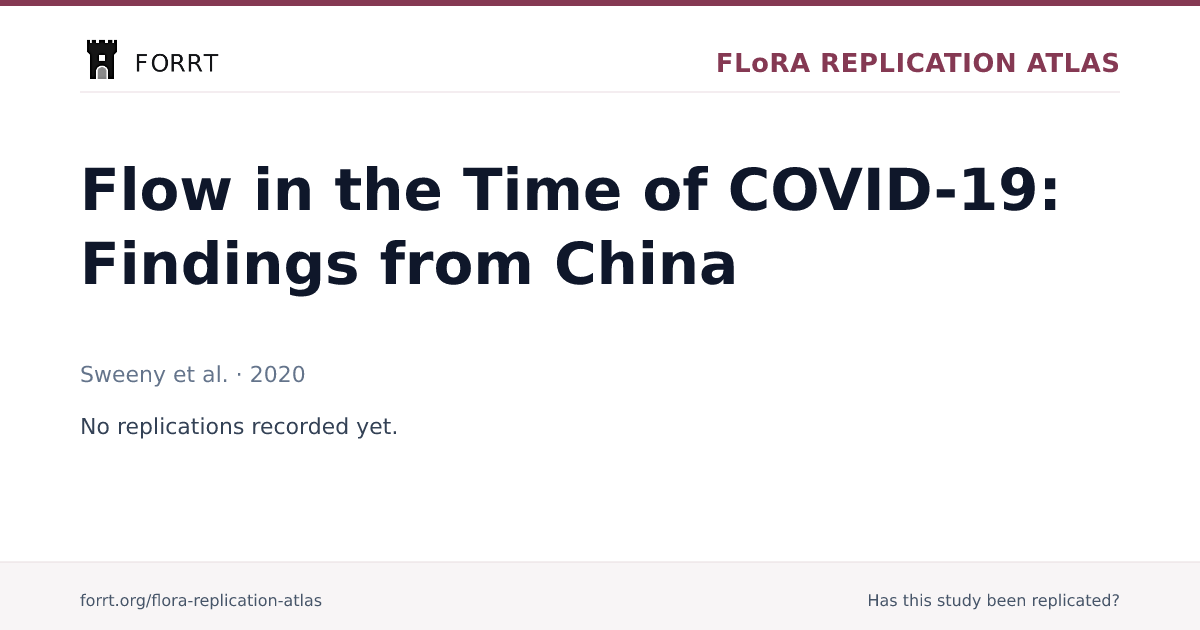 FORRT
FLoRA REPLICATION ATLAS
Flow in the Time of COVID-19:
Findings from China
Sweeny et al. · 2020
No replications recorded yet.
forrt.org/flora-replication-atlas
Has this study been replicated?